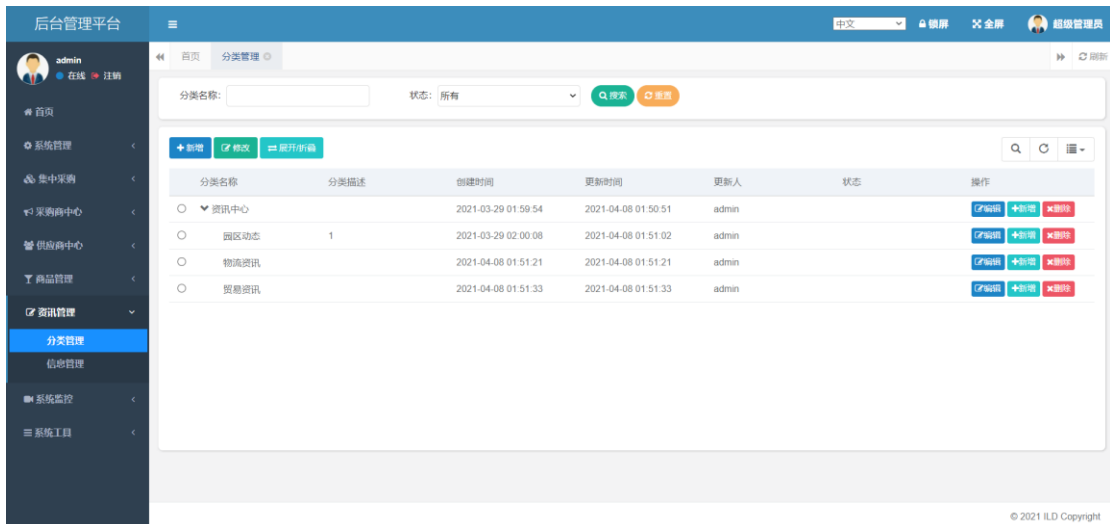 后台管理平台 中文 锁屏 全屏 超级管理员
admin
在线 注销
首页 分类管理 刷新
分类名称: 状态: 所有 搜索 重置
首页
系统管理
集中采购
采购商中心
供应商中心
商品管理
资讯管理
分类管理
信息管理
系统监控
系统工具
新增 修改 展开/折叠
分类名称 分类描述 创建时间 更新时间 更新人 状态 操作
资讯中心 2021-03-29 01:59:54 2021-04-08 01:50:51 admin 编辑 新增 删除
园区动态 1 2021-03-29 02:00:08 2021-04-08 01:51:02 admin 编辑 新增 删除
物流资讯 2021-04-08 01:51:21 2021-04-08 01:51:21 admin 编辑 新增 删除
贸易资讯 2021-04-08 01:51:33 2021-04-08 01:51:33 admin 编辑 新增 删除
© 2021 ILD Copyright